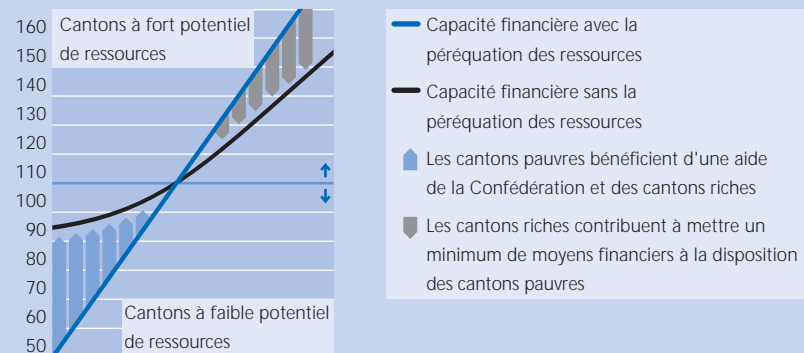 160
150
140
130
120
110
100
90
80
70
60
50
Cantons à fort potentiel
de ressources
Cantons à faible potentiel
de ressources
Capacité financière avec la
péréquation des ressources
Capacité financière sans la
péréquation des ressources
Les cantons pauvres bénéficient d'une aide
de la Confédération et des cantons riches
Les cantons riches contribuent à mettre un
minimum de moyens financiers à la disposition
des cantons pauvres